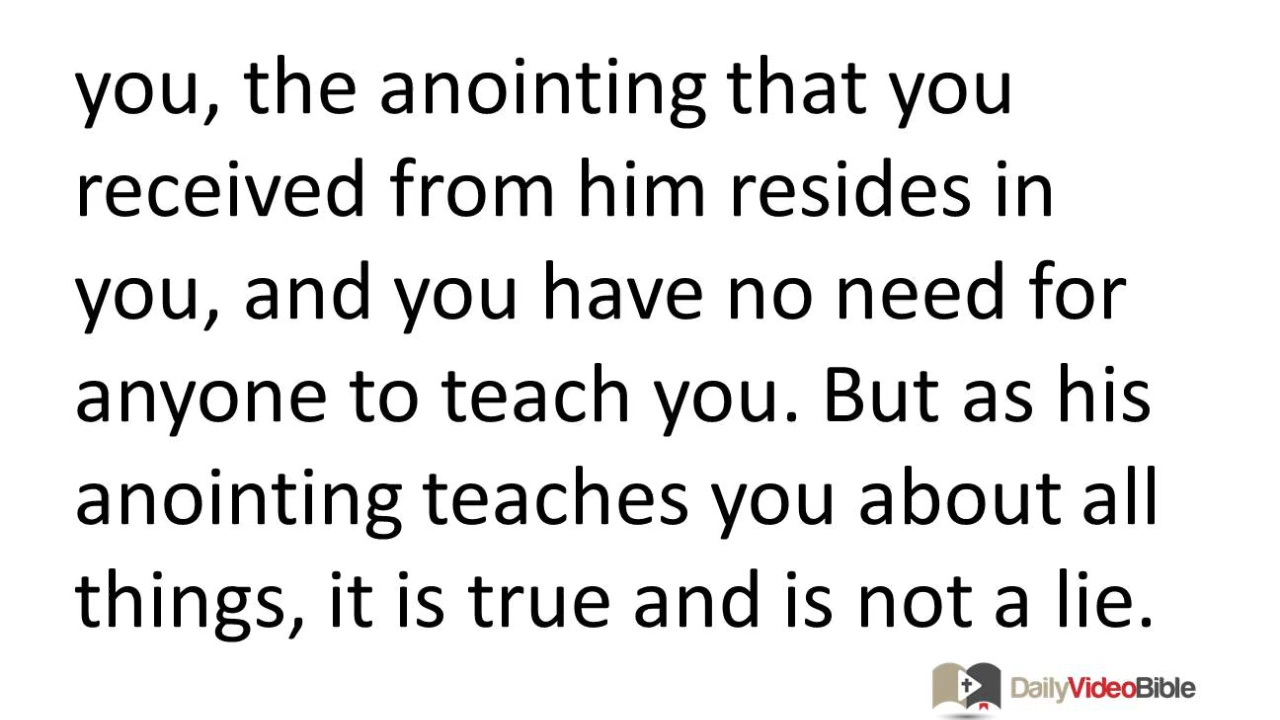 you, the anointing that you
received from him resides in
you, and you have no need for
anyone to teach you. But as his
anointing teaches you about all
things, it is true and is not a lie.
DailyVideoBible